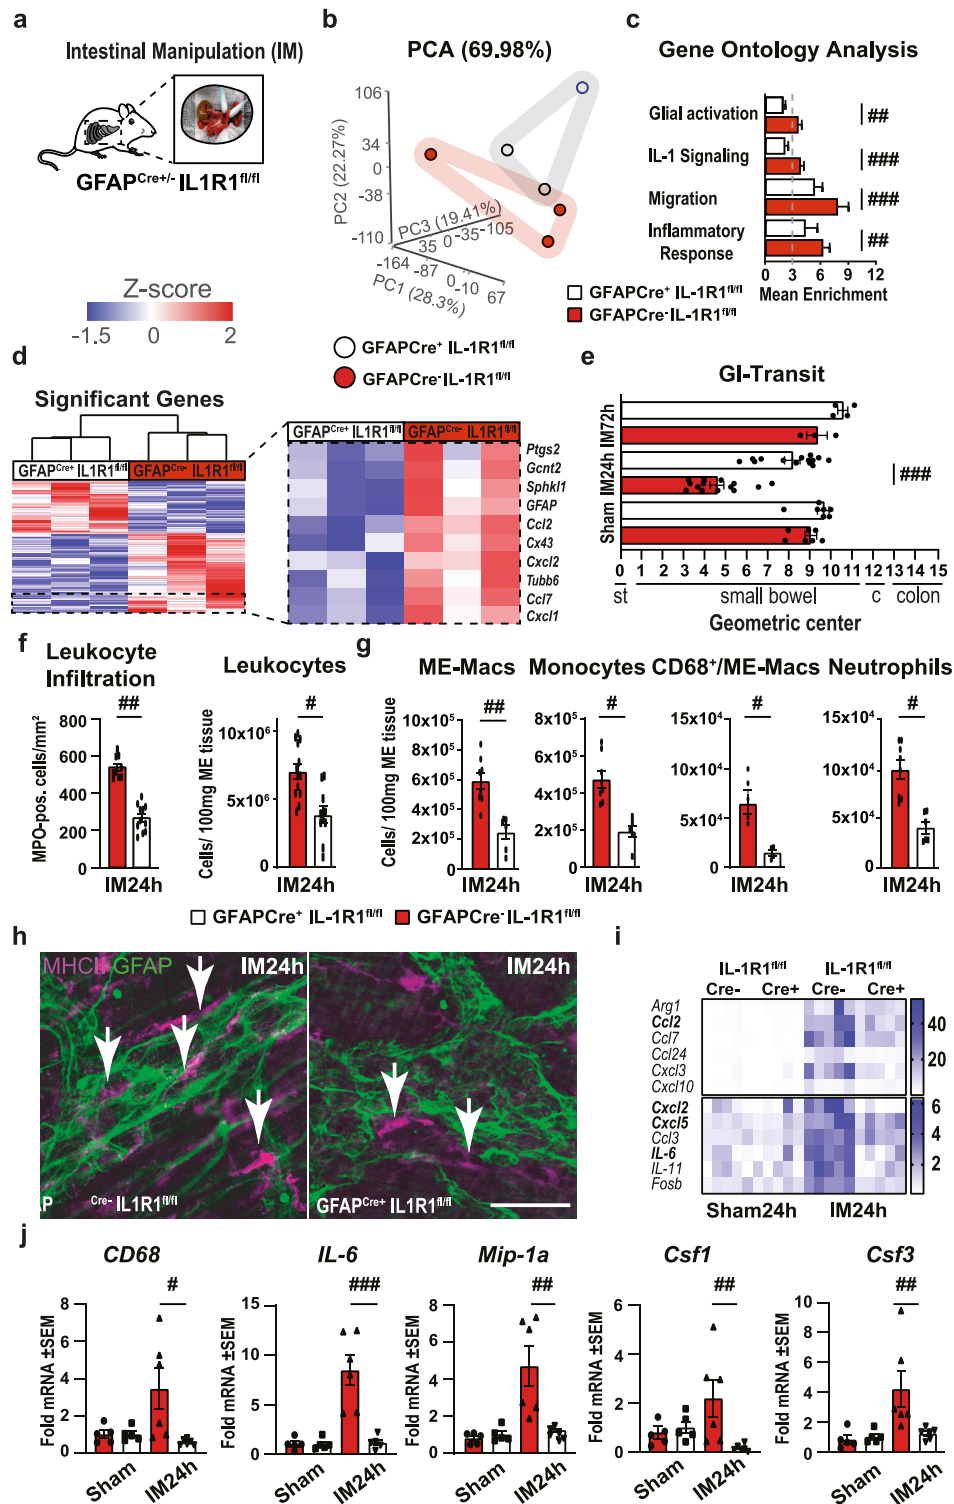 a
Intestinal Manipulation (IM)
GFAPCre+/- IL1R1fl/fl
b
PCA (69.98%)
106
34
0
-38
-110
PC2 (22.27%)
PC3 (19.41%)
35 0 -35 -105
-164 -87 0 -10 67
PC1 (28.3%)
GFAPCre+ IL-1R1fl/fl
GFAPCre- IL-1R1fl/fl
c
Gene Ontology Analysis
Glial activation
##
IL-1 Signaling
###
Migration
###
Inflammatory
Response
##
0 3 6 9 12
Mean Enrichment
GFAPCre+ IL-1R1fl/fl
GFAPCre- IL-1R1fl/fl
Z-score
-1.5 0 2
d
Significant Genes
GFAPCre+ IL1R1fl/fl
GFAPCre- IL1R1fl/fl
GFAPCre+ IL1R1fl/fl
GFAPCre- IL1R1fl/fl
Ptgs2
Gcnt2
Sphkl1
GFAP
Ccl2
Cx43
Cxcl2
Tubb6
Ccl7
Cxcl1
e
GI-Transit
Sham IM24h IM72h
###
0 1 2 3 4 5 6 7 8 9 10 11 12 13 14 15
st small bowel c colon
Geometric center
f
Leukocyte
Infiltration
##
MPO-pos. cells/mm2
800
600
400
200
0
IM24h
Leukocytes
#
Cells/ 100mg ME tissue
10x10⁶
5x10⁶
0
IM24h
g
ME-Macs
##
Cells/ 100mg ME tissue
10x10⁵
8x10⁵
6x10⁵
4x10⁵
2x10⁵
0
IM24h
Monocytes
#
8x10⁵
6x10⁵
4x10⁵
2x10⁵
0
IM24h
CD68+/ME-Macs
#
15x10⁴
10x10⁴
5x10⁴
0
IM24h
Neutrophils
#
15x10⁴
10x10⁴
5x10⁴
0
IM24h
GFAPCre+ IL-1R1fl/fl
GFAPCre- IL-1R1fl/fl
h
MHCII GFAP
IM24h
AP Cre- IL1R1fl/fl
IM24h
GFAPCre+ IL1R1fl/fl
i
IL-1R1fl/fl IL-1R1fl/fl
Cre- Cre+ Cre- Cre+
Arg1
Ccl2
Ccl7
Ccl24
Cxcl3
Cxcl10
40
20
Cxcl2
Cxcl5
Ccl3
IL-6
IL-11
Fosb
6
4
2
Sham24h IM24h
j
CD68
#
Fold mRNA ±SEM
8
6
4
2
0
Sham IM24h
IL-6
###
Fold mRNA ±SEM
15
10
5
0
Sham IM24h
Mip-1a
##
Fold mRNA ±SEM
8
6
4
2
0
Sham IM24h
Csf1
##
Fold mRNA ±SEM
6
4
2
0
Sham IM24h
Csf3
##
Fold mRNA ±SEM
10
8
6
4
2
0
Sham IM24h